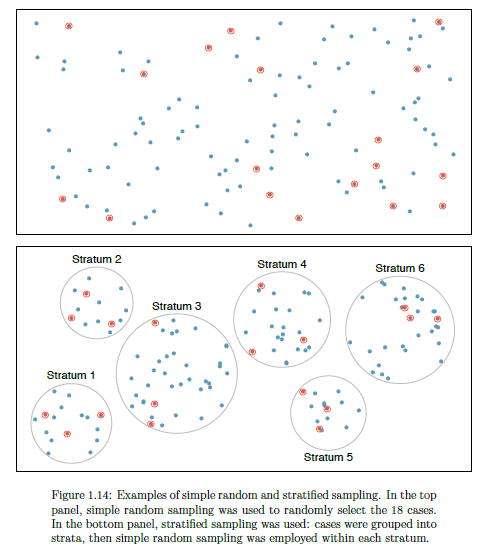 Stratum 2
Stratum 4
Stratum 6
Stratum 3
Stratum 1
Stratum 5
Figure 1.14: Examples of simple random and stratified sampling. In the top
panel, simple random sampling was used to randomly select the 18 cases.
In the bottom panel, stratified sampling was used: cases were grouped into
strata, then simple random sampling was employed within each stratum.